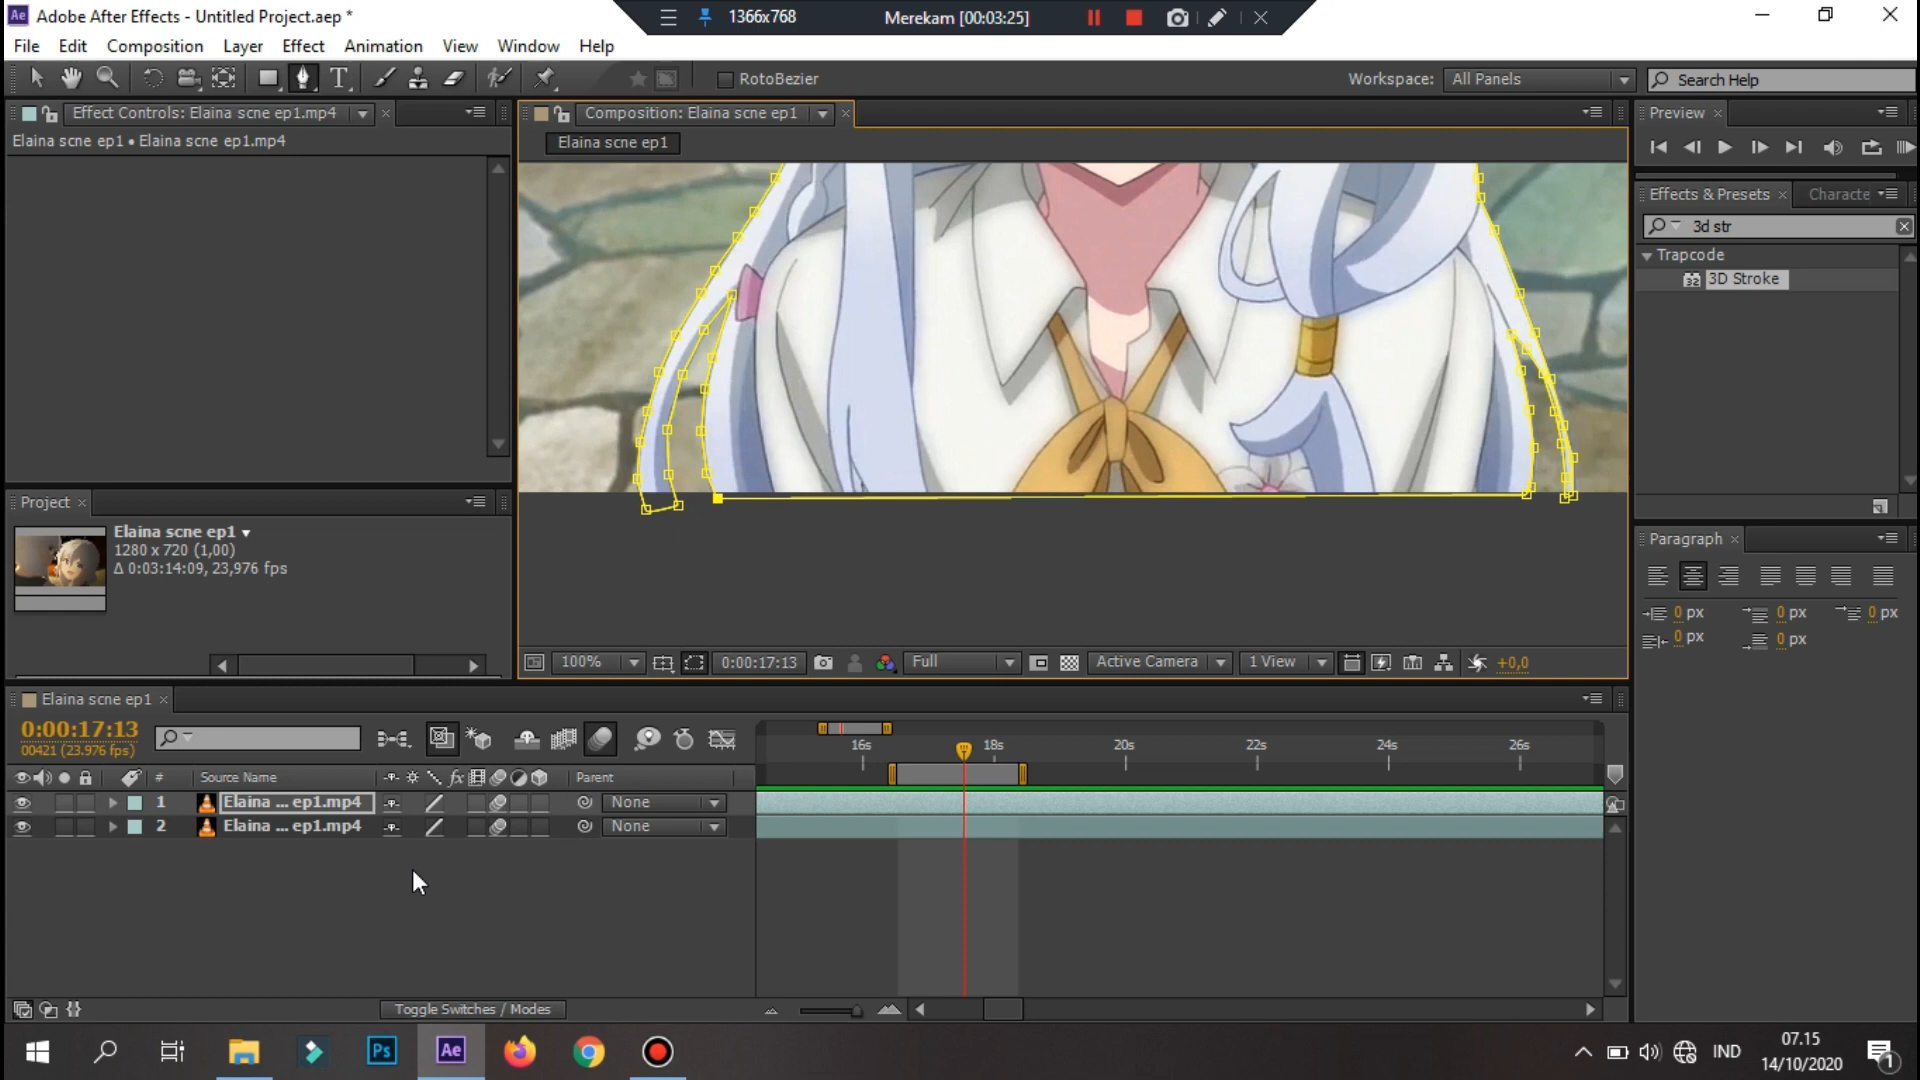 Ae Adobe After Effects - Untitled Project.aep *
1366x768
Merekam [00:03:25]
File Edit Composition Layer Effect Animation View Window Help
RotoBezier
Workspace: All Panels
Search Help
Effect Controls: Elaina scne ep1.mp4
Elaina scne ep1 • Elaina scne ep1.mp4
Composition: Elaina scne ep1
Elaina scne ep1
Preview
Effects & Presets
Characte
3d str
Trapcode
32 3D Stroke
Project
Elaina scne ep1
1280 x 720 (1,00)
Δ 0:03:14:09, 23,976 fps
Paragraph
0 px 0 px 0 px
0 px 0 px
100% 0:00:17:13 Full Active Camera 1 View +0,0
Elaina scne ep1
0:00:17:13
00421 (23.976 fps)
16s 18s 20s 22s 24s 26s
# Source Name fx Parent
1 Elaina ... ep1.mp4 None
2 Elaina ... ep1.mp4 None
Toggle Switches / Modes
Ps Ae
IND
07.15
14/10/2020
1